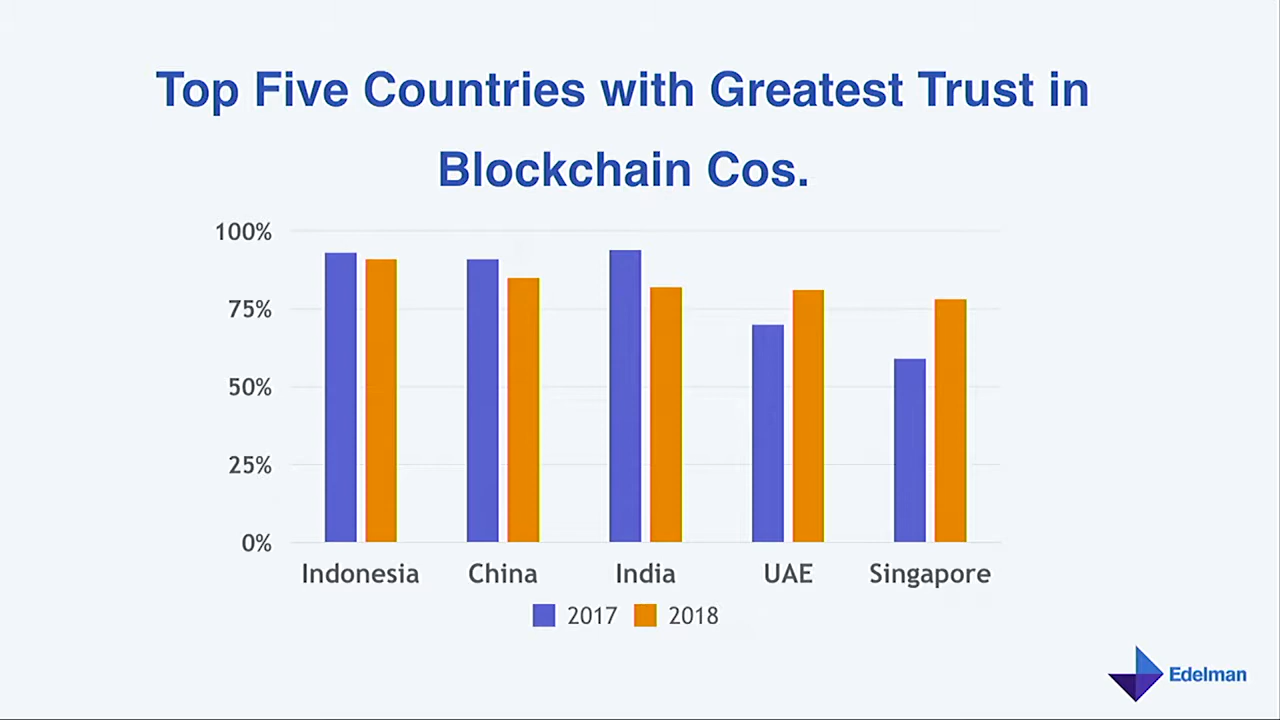 Top Five Countries with Greatest Trust in
Blockchain Cos.
100%
75%
50%
25%
0%
Indonesia China India UAE Singapore
2017 2018
Edelman